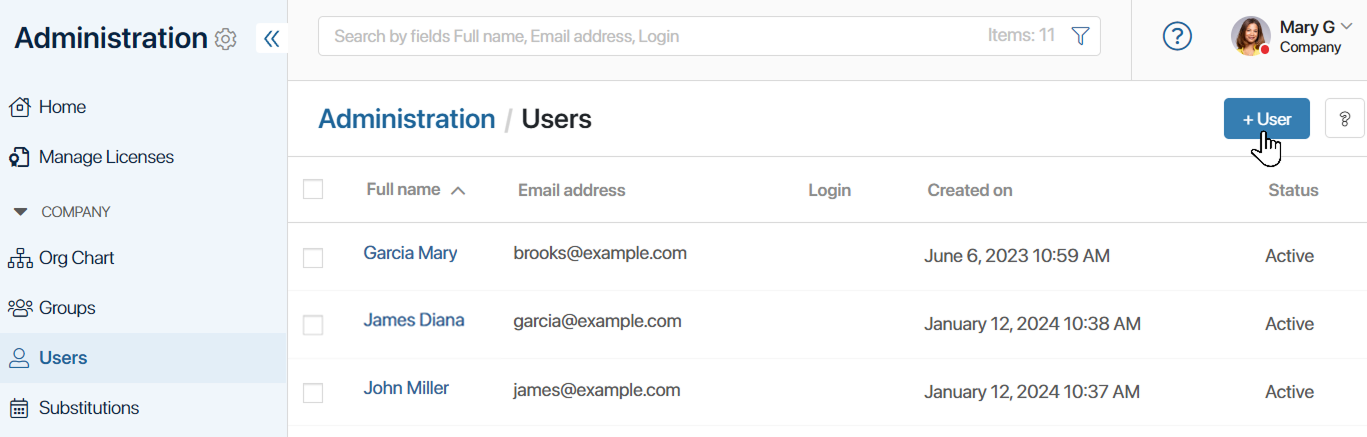 Administration
Search by fields Full name, Email address, Login Items: 11
?
Mary G
Company
Home
Manage Licenses
COMPANY
Org Chart
Groups
Users
Substitutions
Administration / Users
+ User
?
Full name Email address Login Created on Status
Garcia Mary brooks@example.com June 6, 2023 10:59 AM Active
James Diana garcia@example.com January 12, 2024 10:38 AM Active
John Miller james@example.com January 12, 2024 10:37 AM Active